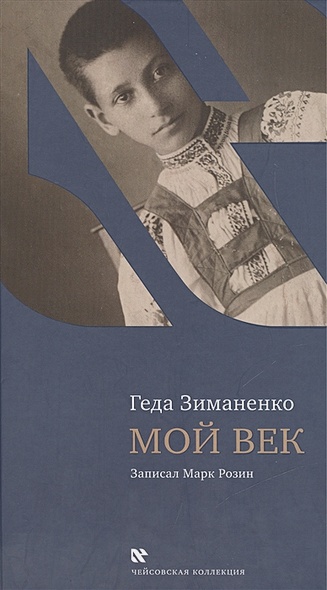 Геда Зиманенко
МОЙ ВЕК
Записал Марк Розин
ЧЕЙСОВСКАЯ КОЛЛЕКЦИЯ